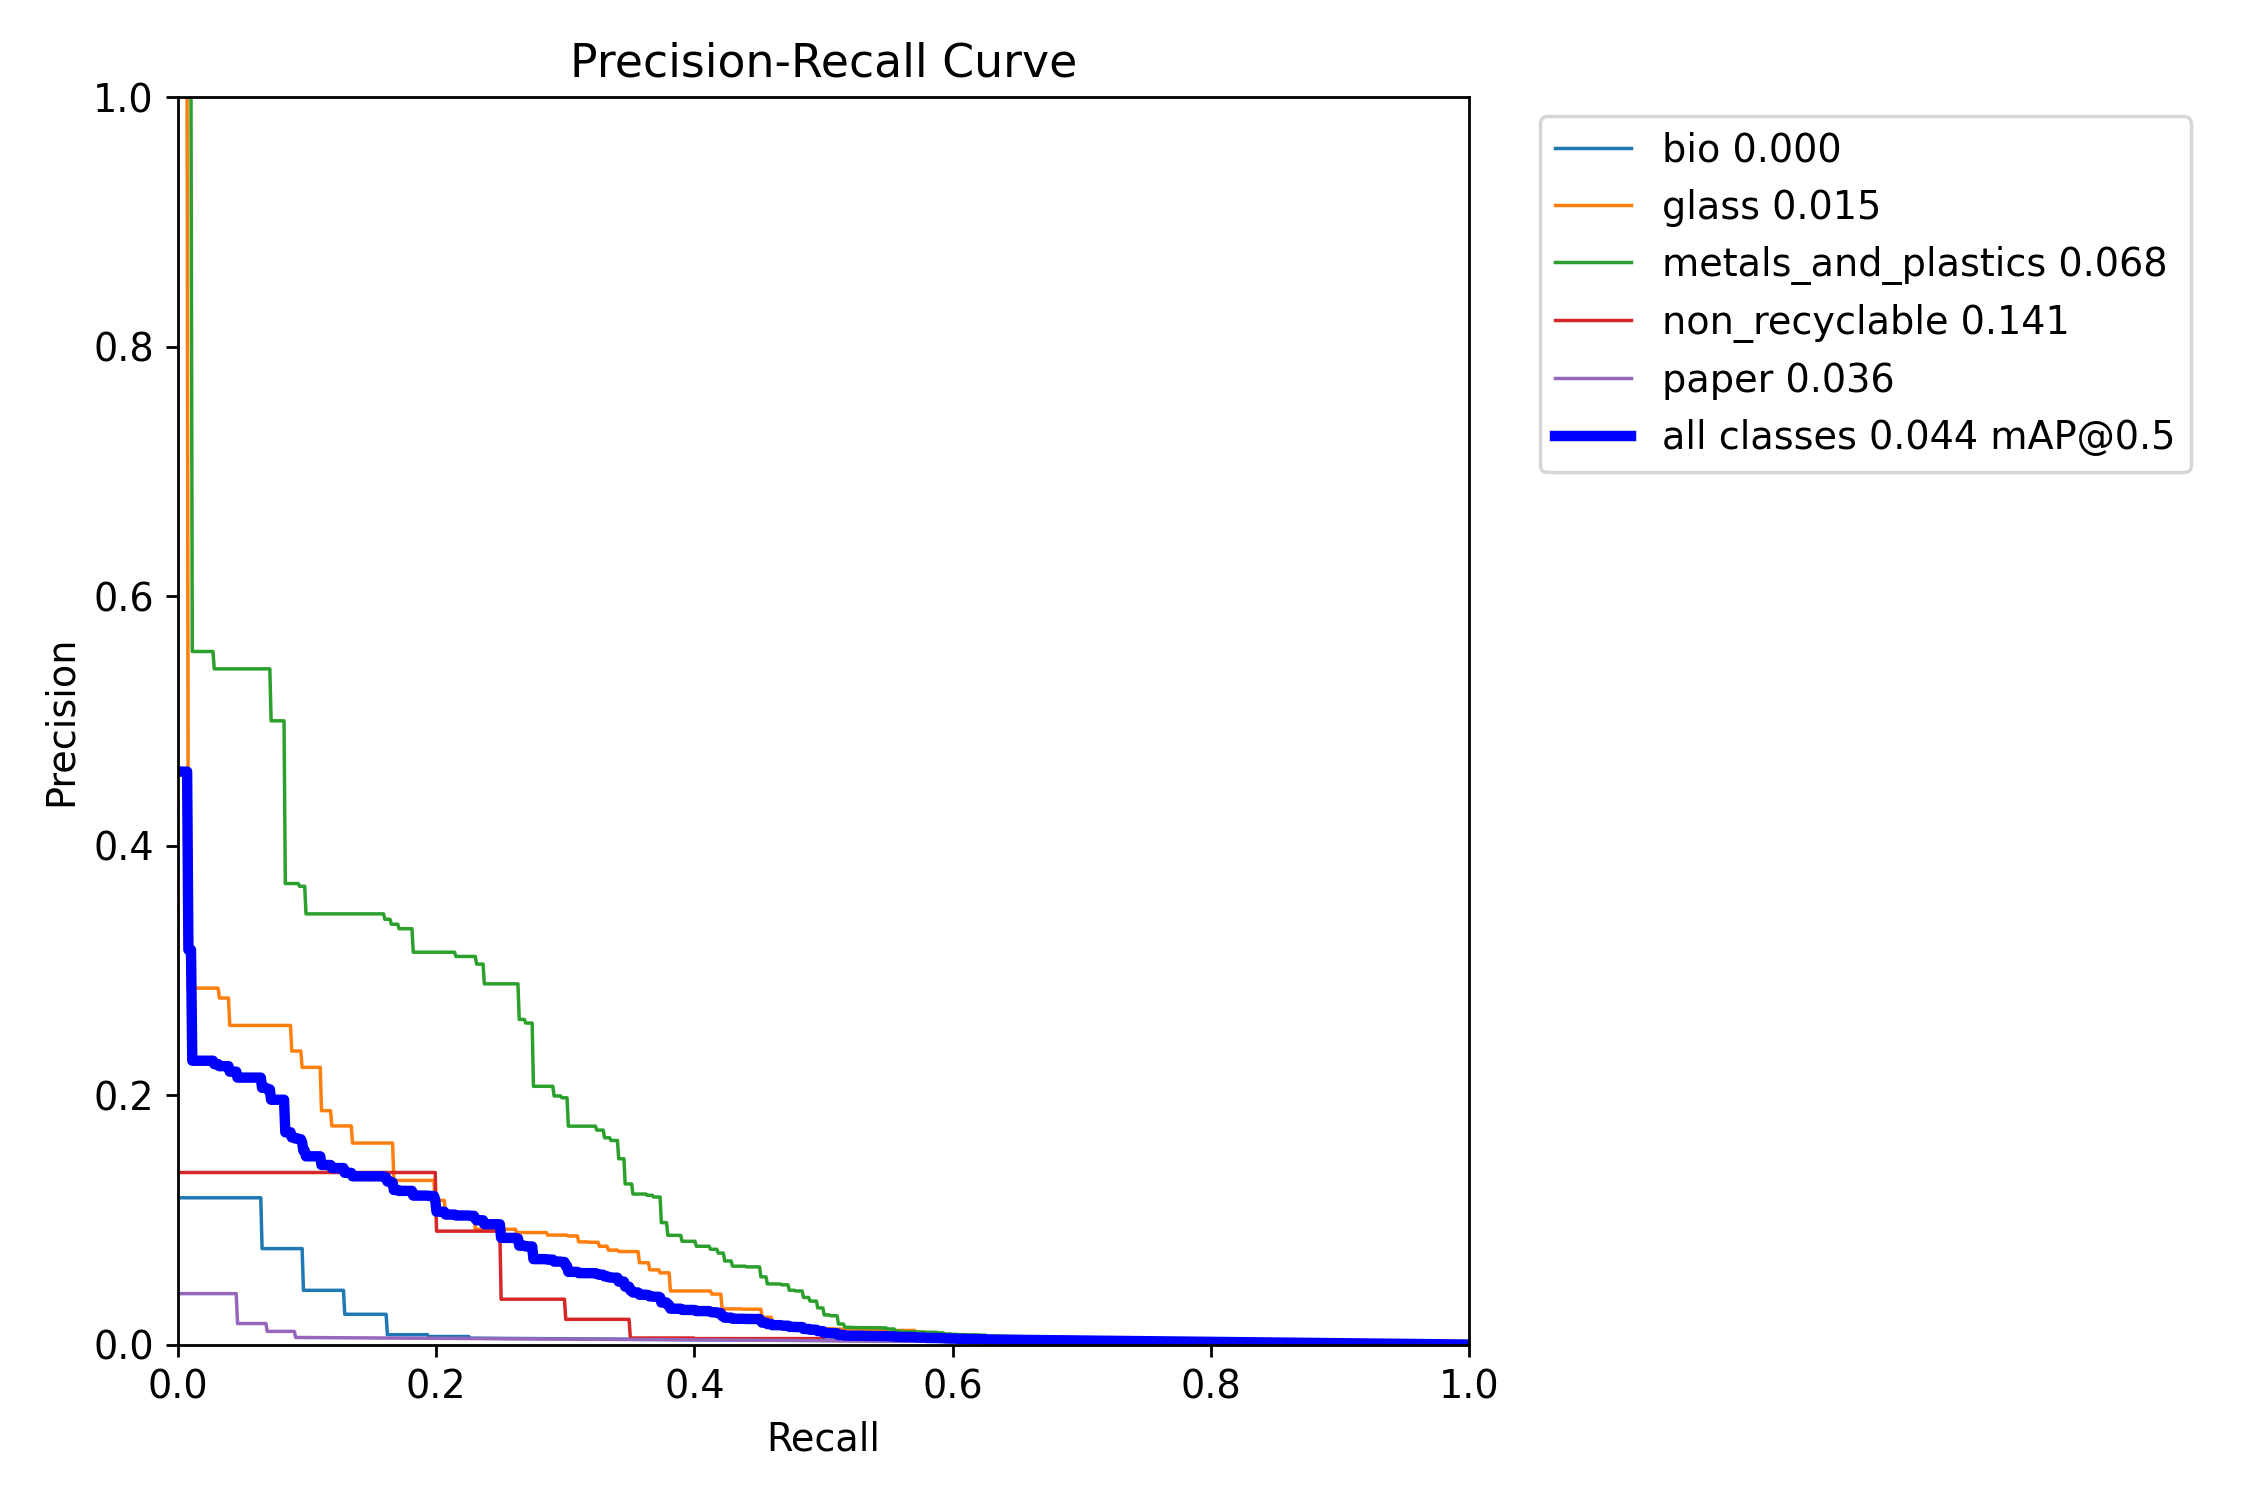 Precision-Recall Curve
1.0
0.8
0.6
0.4
0.2
0.0
Precision
0.0 0.2 0.4 0.6 0.8 1.0
Recall
bio 0.000
glass 0.015
metals_and_plastics 0.068
non_recyclable 0.141
paper 0.036
all classes 0.044 mAP@0.5